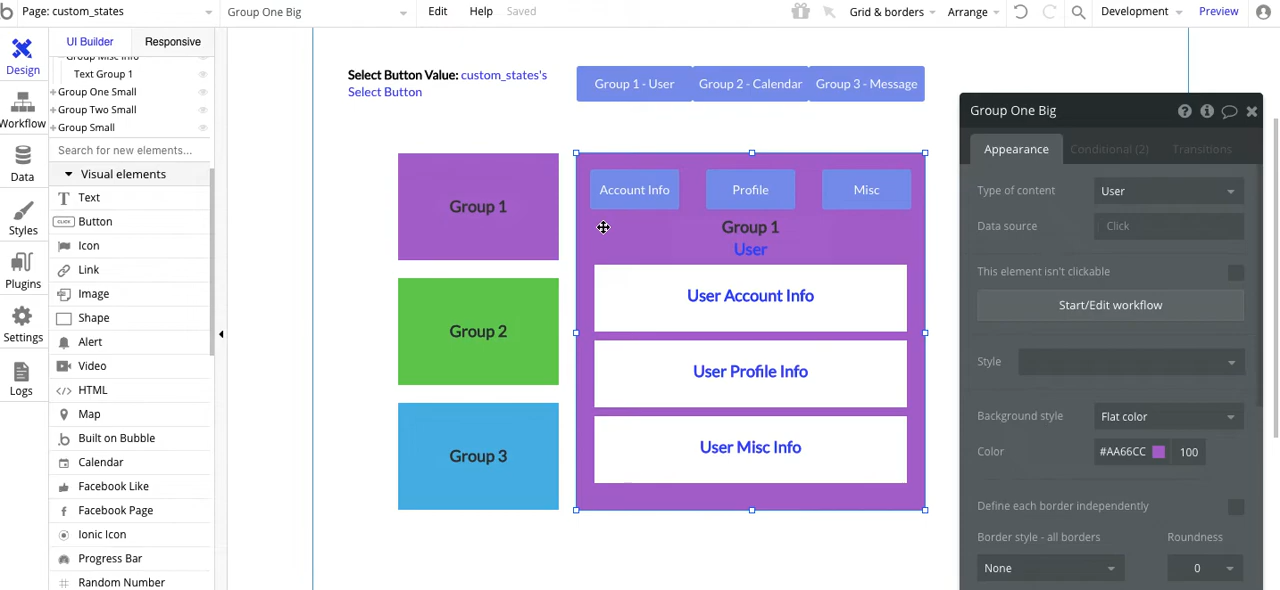 Page: custom_states
Group One Big
Edit
Help
Saved
Grid & borders
Arrange
Development
Preview
Design
Workflow
Data
Styles
Plugins
Settings
Logs
UI Builder
Responsive
Group Misc Info
Text Group 1
Group One Small
Group Two Small
Group Small
Search for new elements...
Visual elements
Text
CLICK Button
Icon
Link
Image
Shape
Alert
Video
</> HTML
Map
Built on Bubble
Calendar
Facebook Like
Facebook Page
Ionic Icon
Progress Bar
Random Number
Select Button Value: custom_states's
Select Button
Group 1 - User
Group 2 - Calendar
Group 3 - Message
Group 1
Group 2
Group 3
Account Info
Profile
Misc
Group 1
User
User Account Info
User Profile Info
User Misc Info
Group One Big
Appearance
Conditional (2)
Transitions
Type of content
User
Data source
Click
This element isn't clickable
Start/Edit workflow
Style
Background style
Flat color
Color
#AA66CC
100
Define each border independently
Border style - all borders
Roundness
None
0